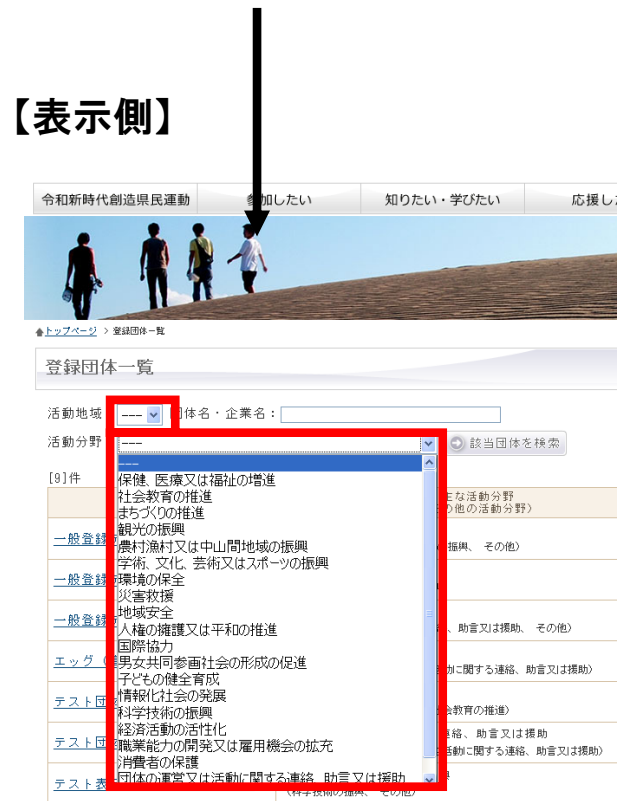 【表示側】
令和新時代創造県民運動 参加したい 知りたい・学びたい 応援し
トップページ > 登録団体一覧
登録団体一覧
活動地域 --- 団体名・企業名：
活動分野 --- 該当団体を検索
[9]件
---
保健、医療又は福祉の増進
社会教育の推進
まちづくりの推進
観光の振興
農村漁村又は中山間地域の振興
学術、文化、芸術又はスポーツの振興
環境の保全
災害救援
地域安全
人権の擁護又は平和の推進
国際協力
男女共同参画社会の形成の促進
子どもの健全育成
情報化社会の発展
科学技術の振興
経済活動の活性化
職業能力の開発又は雇用機会の拡充
消費者の保護
団体の運営又は活動に関する連絡、助言又は援助
主な活動分野
の他の活動分野）
一般登録
振興、 その他）
一般登録
一般登録
、助言又は援助、 その他）
エッグ
動に関する連絡、助言又は援助）
テスト団
会教育の推進）
テスト団
連絡、助言又は援助
活動に関する連絡、助言又は援助）
テスト表
（科学技術の振興、 その他）